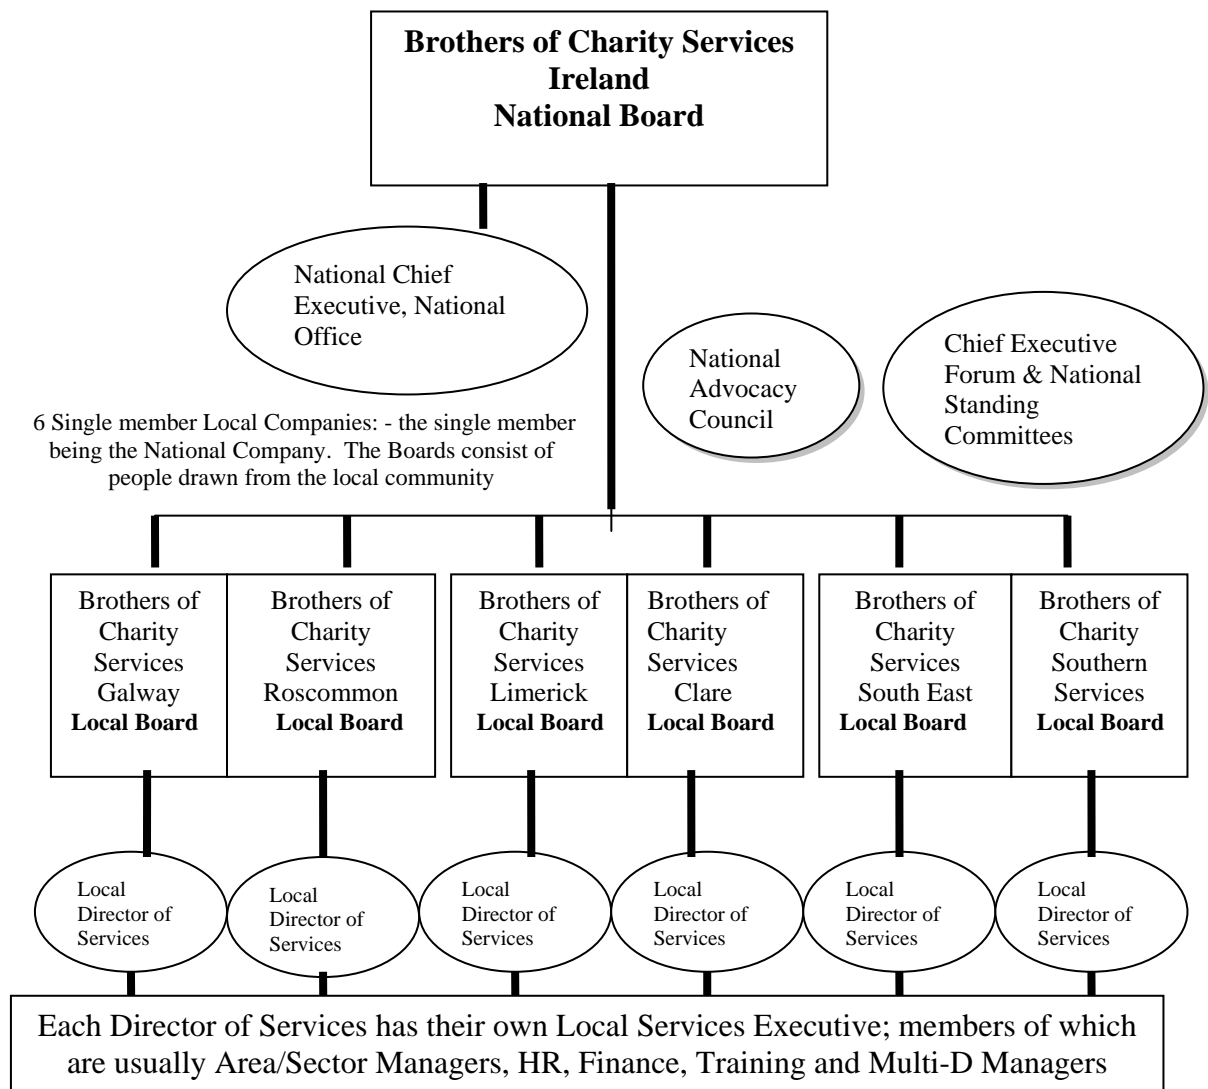 Brothers of Charity Services
Ireland
National Board
National Chief
Executive, National
Office
National
Advocacy
Council
Chief Executive
Forum & National
Standing
Committees
6 Single member Local Companies: - the single member
being the National Company.  The Boards consist of
people drawn from the local community
Brothers of
Charity
Services
Galway
Local Board
Brothers of
Charity
Services
Roscommon
Local Board
Brothers of
Charity
Services
Limerick
Local Board
Brothers of
Charity
Services
Clare
Local Board
Brothers of
Charity
Services
South East
Local Board
Brothers of
Charity
Southern
Services
Local Board
Local
Director of
Services
Local
Director of
Services
Local
Director of
Services
Local
Director of
Services
Local
Director of
Services
Local
Director of
Services
Each Director of Services has their own Local Services Executive; members of which
are usually Area/Sector Managers, HR, Finance, Training and Multi-D Managers